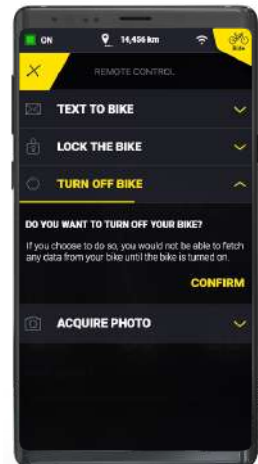 ON
14,456 km
Ride
REMOTE CONTROL
TEXT TO BIKE
LOCK THE BIKE
TURN OFF BIKE
DO YOU WANT TO TURN OFF YOUR BIKE?
If you choose to do so, you would not be able to fetch
any data from your bike until the bike is turned on.
CONFIRM
ACQUIRE PHOTO